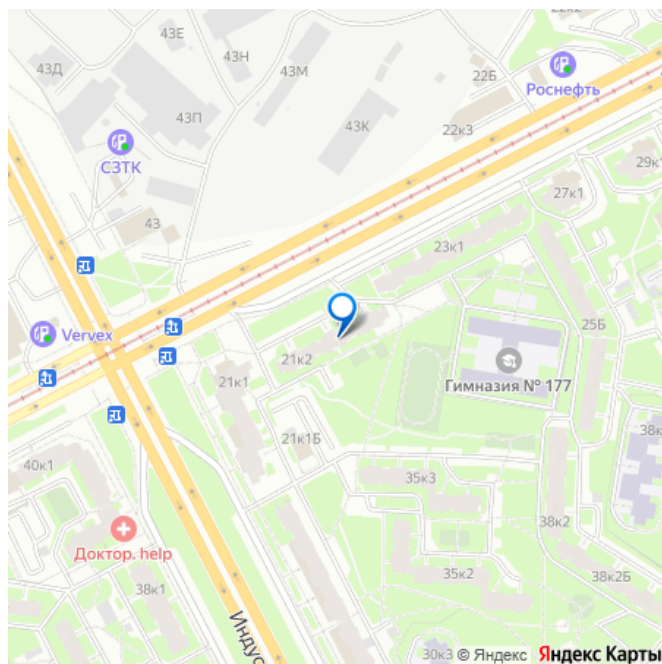 22к2
43Е
43Д
43Н
43М
22Б
Роснефть
43П
43К
22к3
СЗТК
29к1
27к1
43
23к1
Vervex
25Б
21к2
Гимназия № 177
21к1
38к
21к1Б
40к1
35к3
38к2
Доктор. help
35к2
38к2Б
38к1
Индус
30к3
© Яндекс
Яндекс Карты